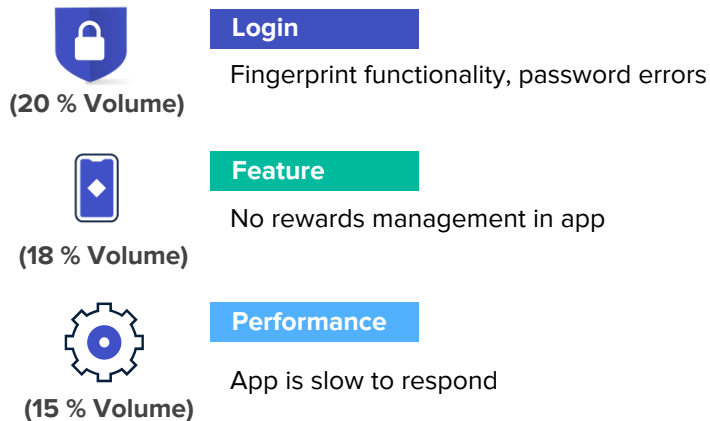 Login
Fingerprint functionality, password errors
(20 % Volume)
Feature
No rewards management in app
(18 % Volume)
Performance
App is slow to respond
(15 % Volume)